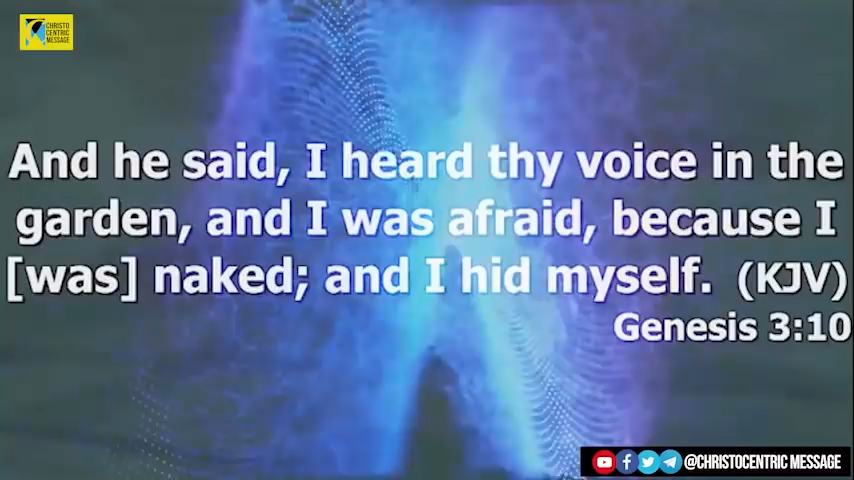 CHRISTO
CENTRIC
MESSAGE
And he said, I heard thy voice in the
garden, and I was afraid, because I
[was] naked; and I hid myself. (KJV)
Genesis 3:10
@CHRISTOCENTRIC MESSAGE